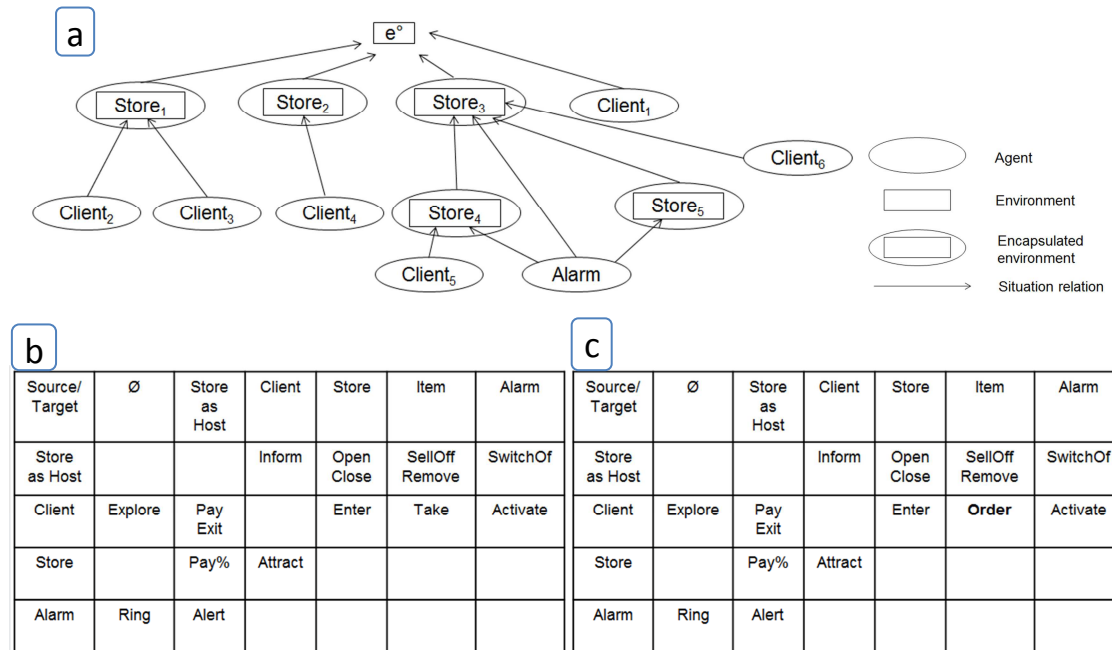 a
e°
Store₁
Store₂
Store₃
Client₁
Client₆
Client₂
Client₃
Client₄
Store₄
Store₅
Client₅
Alarm
Agent
Environment
Encapsulated
environment
Situation relation
b
Source/ Ø Store Client Store Item Alarm
Target as
Host
Store Inform Open SellOff SwitchOf
as Host Close Remove
Client Explore Pay Enter Take Activate
Exit
Store Pay% Attract
Alarm Ring Alert
c
Source/ Ø Store Client Store Item Alarm
Target as
Host
Store Inform Open SellOff SwitchOf
as Host Close Remove
Client Explore Pay Enter Order Activate
Exit
Store Pay% Attract
Alarm Ring Alert